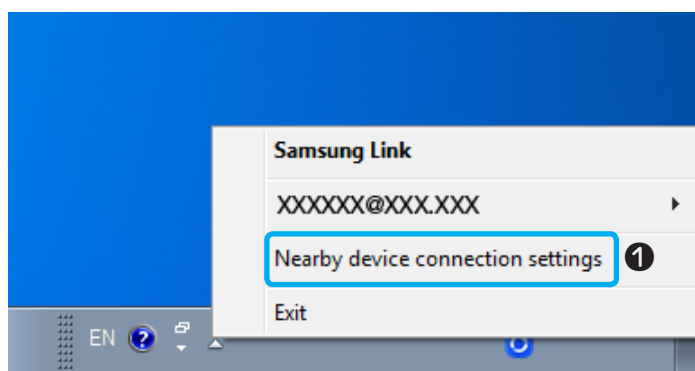 Samsung Link
XXXXXX@XXX.XXX
Nearby device connection settings 1
Exit
EN ?